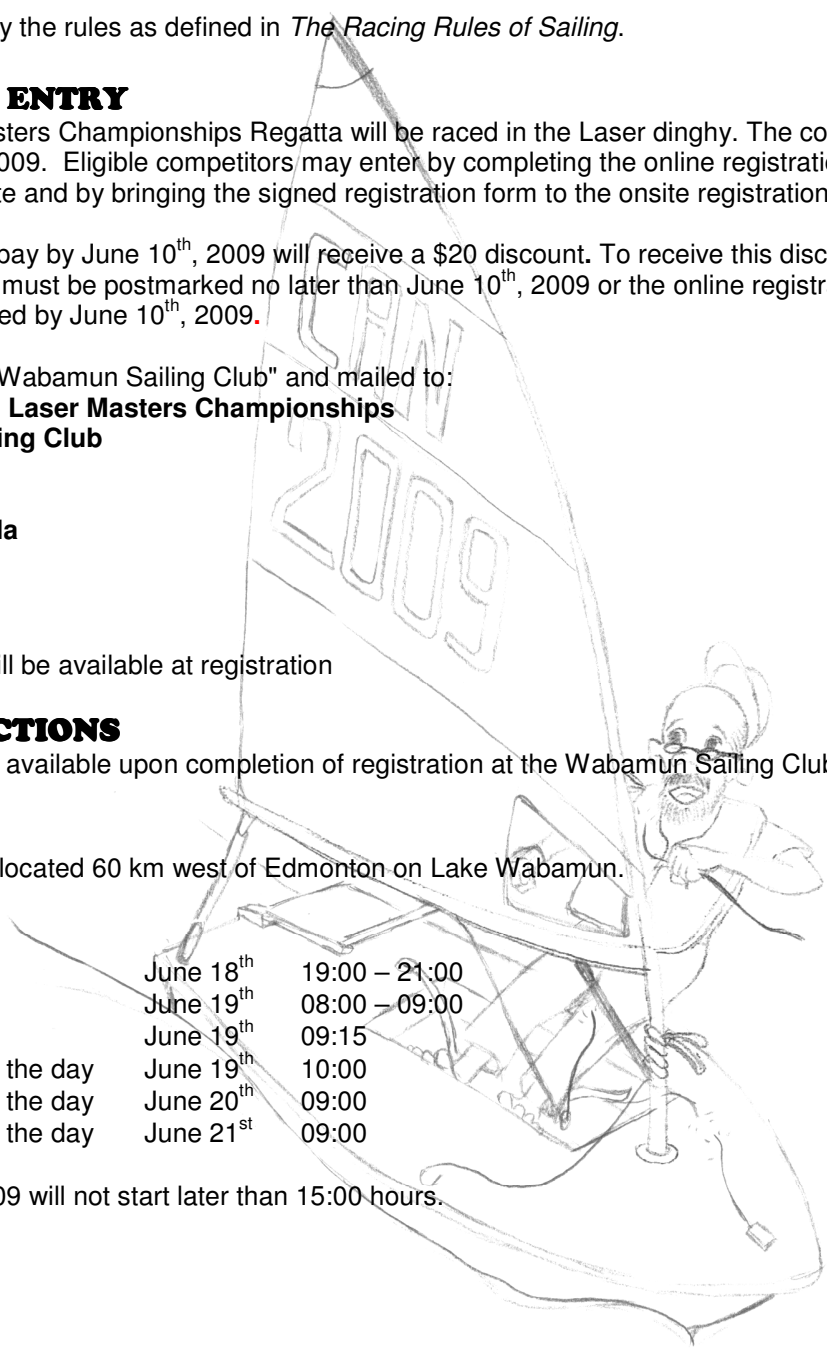 y the rules as defined in The Racing Rules of Sailing.
ENTRY
sters Championships Regatta will be raced in the Laser dinghy. The co
009. Eligible competitors may enter by completing the online registrati
te and by bringing the signed registration form to the onsite registration
pay by June 10th, 2009 will receive a $20 discount. To receive this disc
must be postmarked no later than June 10th, 2009 or the online registra
ed by June 10th, 2009.
CAN
Wabamun Sailing Club" and mailed to:
Laser Masters Championships
ing Club
2009
da
ill be available at registration
CTIONS
available upon completion of registration at the Wabamun Sailing Club
located 60 km west of Edmonton on Lake Wabamun.
June 18th 19:00 – 21:00
June 19th 08:00 – 09:00
June 19th 09:15
the day June 19th 10:00
the day June 20th 09:00
the day June 21st 09:00
09 will not start later than 15:00 hours.